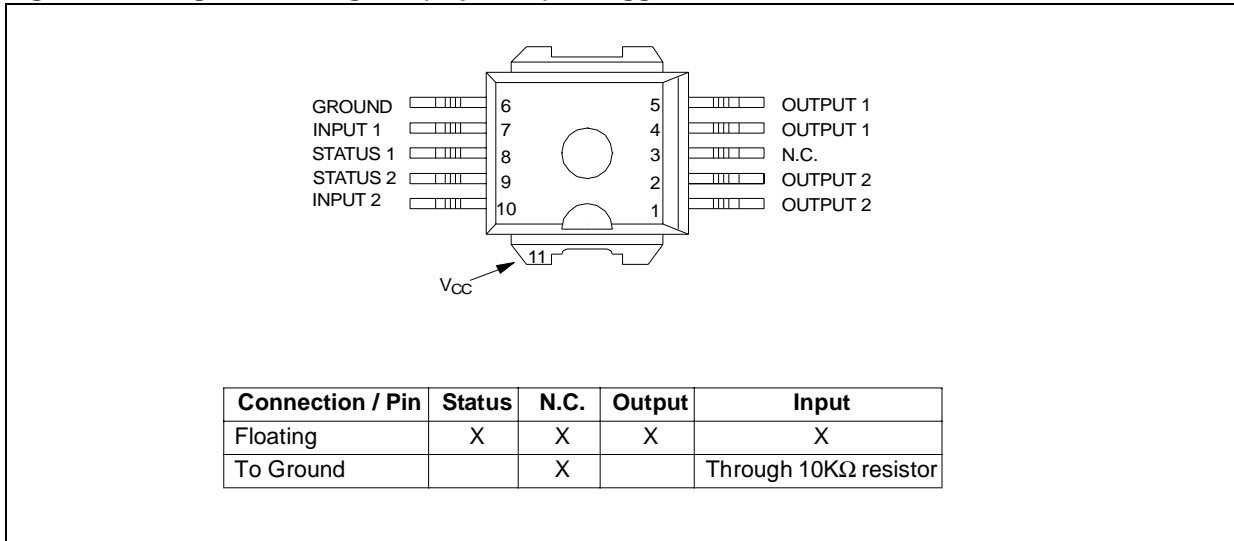 GROUND 6 5 OUTPUT 1
INPUT 1 7 4 OUTPUT 1
STATUS 1 8 3 N.C.
STATUS 2 9 2 OUTPUT 2
INPUT 2 10 1 OUTPUT 2
11
VCC
Connection / Pin Status N.C. Output Input
Floating X X X X
To Ground X Through 10KΩ resistor